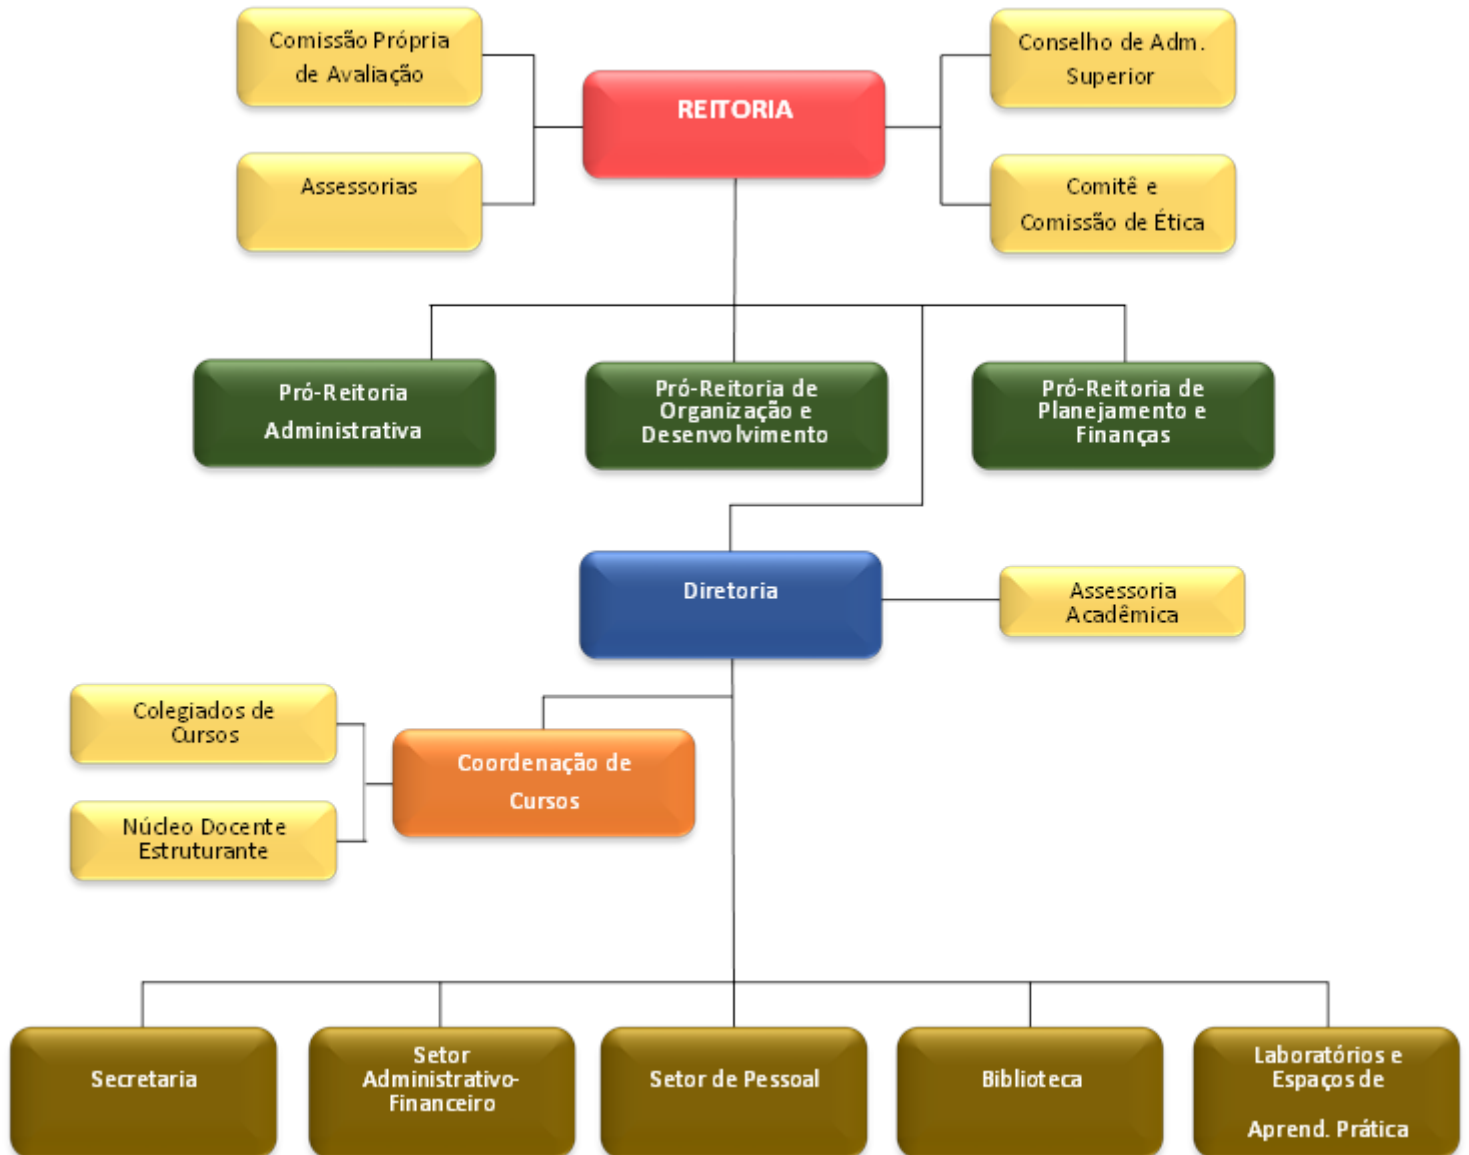 Comissão Própria
de Avaliação
REITORIA
Conselho de Adm.
Superior
Assessorias
Comitê e
Comissão de Ética
Pró-Reitoria
Administrativa
Pró-Reitoria de
Organização e
Desenvolvimento
Pró-Reitoria de
Planejamento e
Finanças
Diretoria
Assessoria
Acadêmica
Colegiados de
Cursos
Coordenação de
Cursos
Núcleo Docente
Estruturante
Secretaria
Setor
Administrativo-
Financeiro
Setor de Pessoal
Biblioteca
Laboratórios e
Espaços de
Aprend. Prática